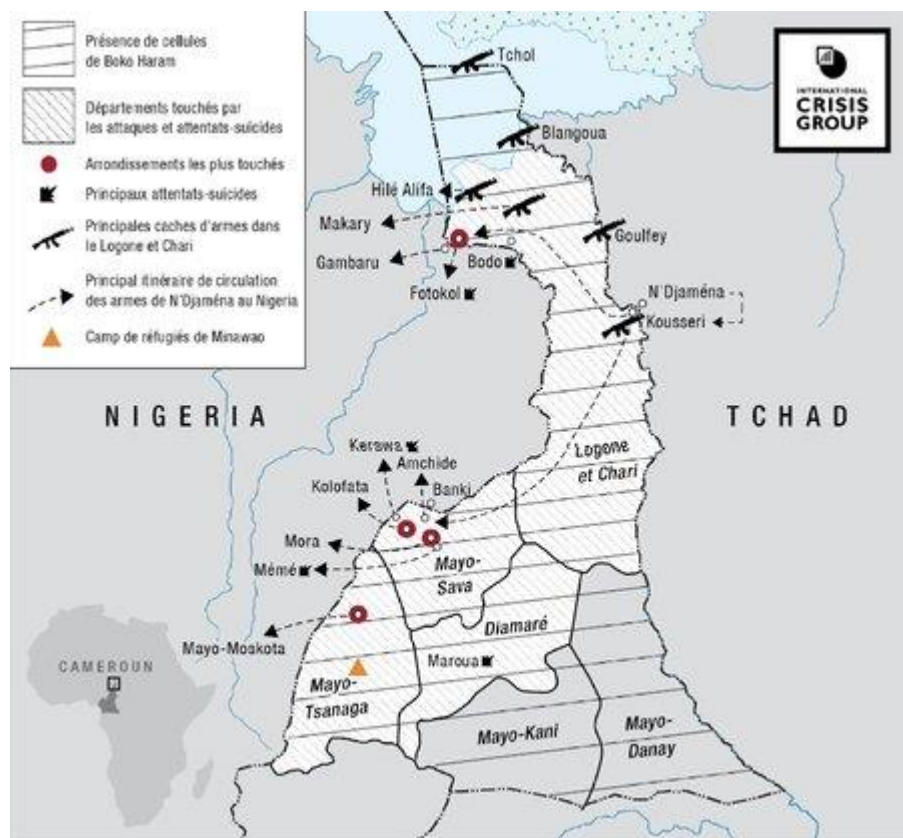 Présence de cellules
de Boko Haram
Départements touchés par
les attaques et attentats-suicides
Arrondissements les plus touchés
Principaux attentats-suicides
Principales caches d'armes dans
le Logone et Chari
Principal itinéraire de circulation
des armes de N'Djaména au Nigeria
Camp de réfugiés de Minawao
INTERNATIONAL
CRISIS
GROUP
Tchol
Blangoua
Hilé Alifa
Makary
Goulfey
Gambaru
Bodo
Fotokol
N'Djaména
Kousseri
NIGERIA
TCHAD
Kerawa
Amchide
Kolofata
Banki
Logone
et Chari
Mora
Mémé
Mayo-
Sava
Mayo-Moskota
Diamaré
Maroua
CAMEROUN
Mayo-
Tsanaga
Mayo-Kani
Mayo-
Danay